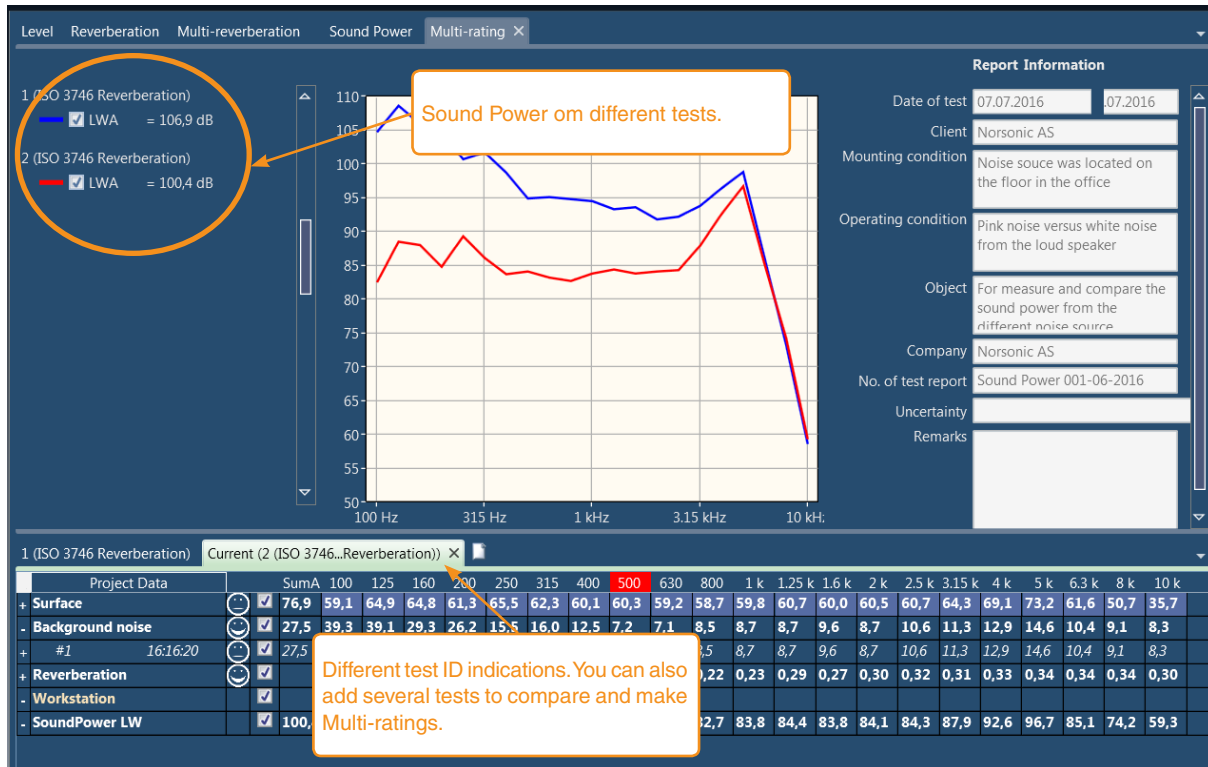 Level Reverberation Multi-reverberation Sound Power Multi-rating
1 (ISO 3746 Reverberation)
LWA = 106,9 dB
2 (ISO 3746 Reverberation)
LWA = 100,4 dB
Sound Power om different tests.
110
105
100
95
90
85
80
75
70
65
60
55
50
100 Hz 315 Hz 1 kHz 3.15 kHz 10 kH:
Report Information
Date of test 07.07.2016 .07.2016
Client Norsonic AS
Mounting condition Noise souce was located on
the floor in the office
Operating condition Pink noise versus white noise
from the loud speaker
Object For measure and compare the
sound power from the
different noise source
Company Norsonic AS
No. of test report Sound Power 001-06-2016
Uncertainty
Remarks
1 (ISO 3746 Reverberation) Current (2 (ISO 3746...Reverberation))
Project Data SumA 100 125 160 200 250 315 400 500 630 800 1 k 1.25 k 1.6 k 2 k 2.5 k 3.15 k 4 k 5 k 6.3 k 8 k 10 k
+ Surface 76,9 59,1 64,9 64,8 61,3 65,5 62,3 60,1 60,3 59,2 58,7 59,8 60,7 60,0 60,5 60,7 64,3 69,1 73,2 61,6 50,7 35,7
- Background noise 27,5 39,3 39,1 29,3 26,2 15,6 16,0 12,5 7,2 7,1 8,5 8,7 8,7 9,6 8,7 10,6 11,3 12,9 14,6 10,4 9,1 8,3
+ #1 16:16:20 27,5 8,5 8,7 8,7 9,6 8,7 10,6 11,3 12,9 14,6 10,4 9,1 8,3
+ Reverberation 0,22 0,23 0,29 0,27 0,30 0,32 0,31 0,33 0,34 0,34 0,34 0,30
- Workstation
- SoundPower LW 100, 82,7 83,8 84,4 83,8 84,1 84,3 87,9 92,6 96,7 85,1 74,2 59,3
Different test ID indications. You can also
add several tests to compare and make
Multi-ratings.